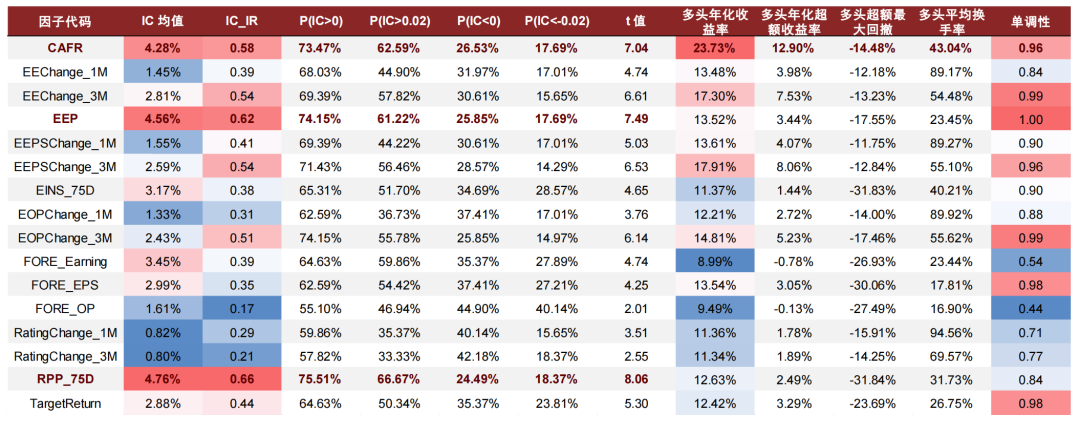 因子代码 IC 均值 IC_IR P(IC>0) P(IC>0.02) P(IC<0) P(IC<-0.02) t 值 多头年化收益率 多头年化超额收益率 多头超额最大回撤 多头平均换手率 单调性
CAFR 4.28% 0.58 73.47% 62.59% 26.53% 17.69% 7.04 23.73% 12.90% -14.48% 43.04% 0.96
EEChange_1M 1.45% 0.39 68.03% 44.90% 31.97% 17.01% 4.74 13.48% 3.98% -12.18% 89.17% 0.84
EEChange_3M 2.81% 0.54 69.39% 57.82% 30.61% 15.65% 6.61 17.30% 7.53% -13.23% 54.48% 0.99
EEP 4.56% 0.62 74.15% 61.22% 25.85% 17.69% 7.49 13.52% 3.44% -17.55% 23.45% 1.00
EEPSChange_1M 1.55% 0.41 69.39% 44.22% 30.61% 17.01% 5.03 13.61% 4.07% -11.75% 89.27% 0.90
EEPSChange_3M 2.59% 0.54 71.43% 56.46% 28.57% 14.29% 6.53 17.91% 8.06% -12.84% 55.10% 0.96
EINS_75D 3.17% 0.38 65.31% 51.70% 34.69% 28.57% 4.65 11.37% 1.44% -31.83% 40.21% 0.90
EOPChange_1M 1.33% 0.31 62.59% 36.73% 37.41% 17.01% 3.76 12.21% 2.72% -14.00% 89.92% 0.88
EOPChange_3M 2.43% 0.51 74.15% 55.78% 25.85% 14.97% 6.14 14.81% 5.23% -17.46% 55.62% 0.99
FORE_Earning 3.45% 0.39 64.63% 59.86% 35.37% 27.89% 4.74 8.99% -0.78% -26.93% 23.44% 0.54
FORE_EPS 2.99% 0.35 62.59% 54.42% 37.41% 27.21% 4.25 13.54% 3.05% -30.06% 17.81% 0.98
FORE_OP 1.61% 0.17 55.10% 46.94% 44.90% 40.14% 2.01 9.49% -0.13% -27.49% 16.90% 0.44
RatingChange_1M 0.82% 0.29 59.86% 35.37% 40.14% 15.65% 3.51 11.36% 1.78% -15.91% 94.56% 0.71
RatingChange_3M 0.80% 0.21 57.82% 33.33% 42.18% 18.37% 2.55 11.34% 1.89% -14.25% 69.57% 0.77
RPP_75D 4.76% 0.66 75.51% 66.67% 24.49% 18.37% 8.06 12.63% 2.49% -31.84% 31.73% 0.84
TargetReturn 2.88% 0.44 64.63% 50.34% 35.37% 23.81% 5.30 12.42% 3.29% -23.69% 26.75% 0.98